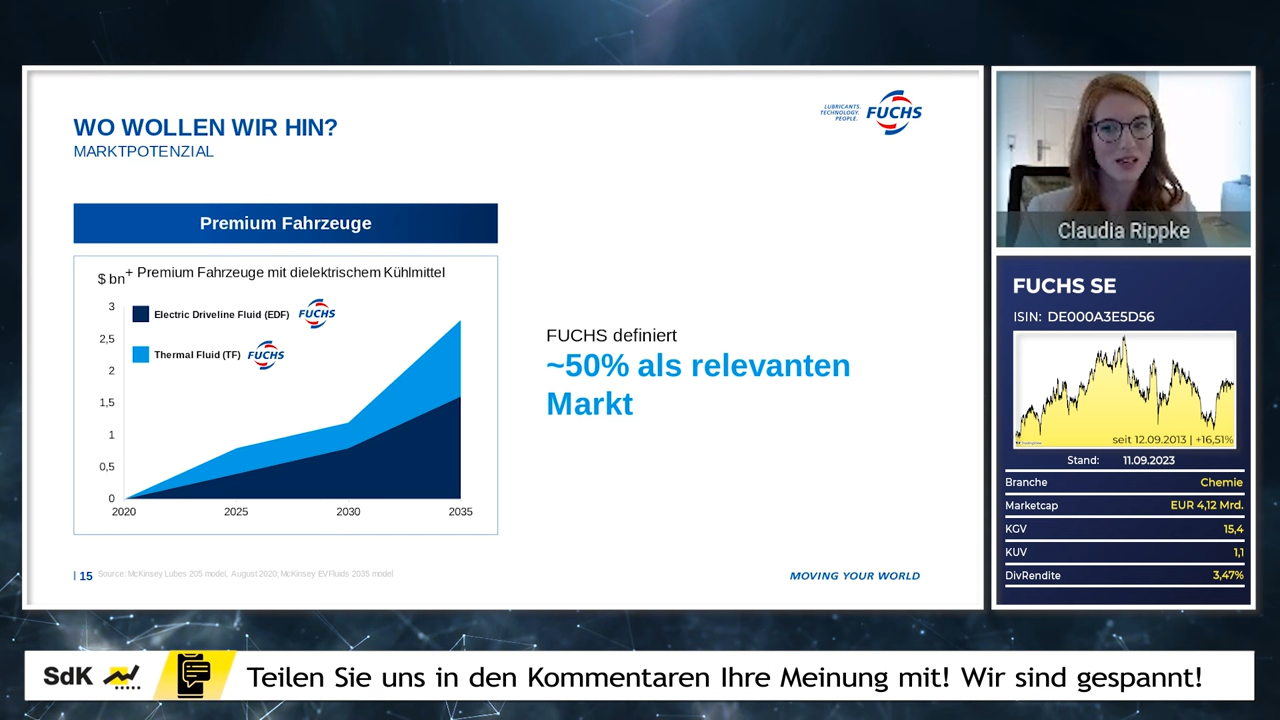 WO WOLLEN WIR HIN?
MARKTPOTENZIAL
LUBRICANTS.
TECHNOLOGY.
PEOPLE.
FUCHS
Premium Fahrzeuge
$ bn + Premium Fahrzeuge mit dielektrischem Kühlmittel
3
2,5
2
1,5
1
0,5
0
Electric Driveline Fluid (EDF) FUCHS
Thermal Fluid (TF) FUCHS
2020 2025 2030 2035
FUCHS definiert
~50% als relevanten
Markt
| 15 Source: McKinsey Lubes 205 model, August 2020; McKinsey EVFluids 2035 model
MOVING YOUR WORLD
Claudia Rippke
FUCHS SE
ISIN: DE000A3E5D56
seit 12.09.2013 | +16,51%
Stand: 11.09.2023
Branche Chemie
Marketcap EUR 4,12 Mrd.
KGV 15,4
KUV 1,1
DivRendite 3,47%
SdK
Teilen Sie uns in den Kommentaren Ihre Meinung mit! Wir sind gespannt!